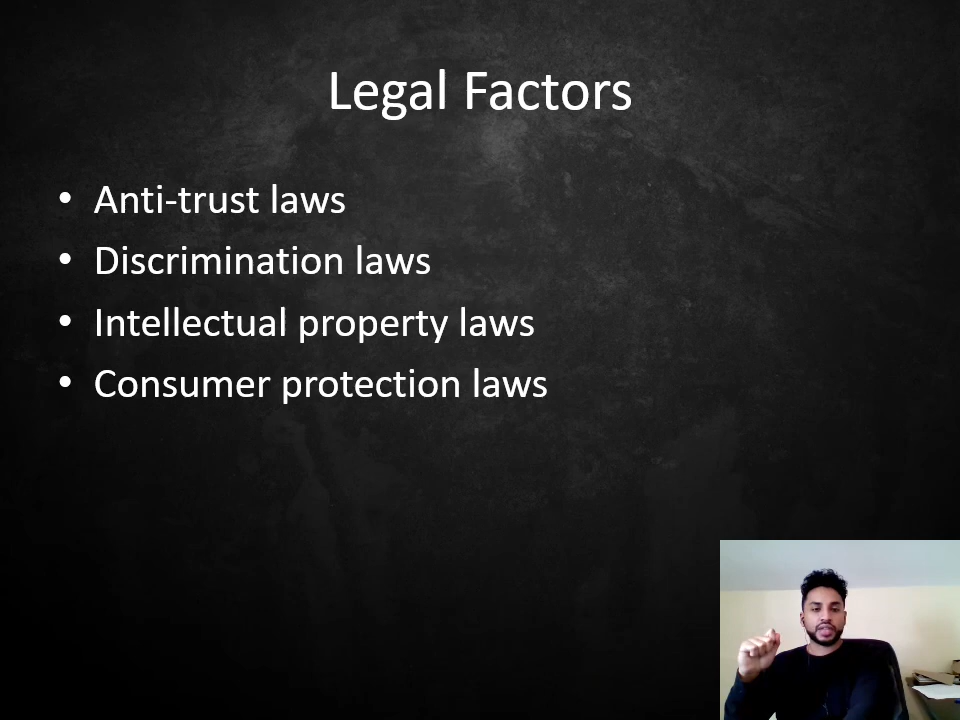 Legal Factors
• Anti-trust laws
• Discrimination laws
• Intellectual property laws
• Consumer protection laws